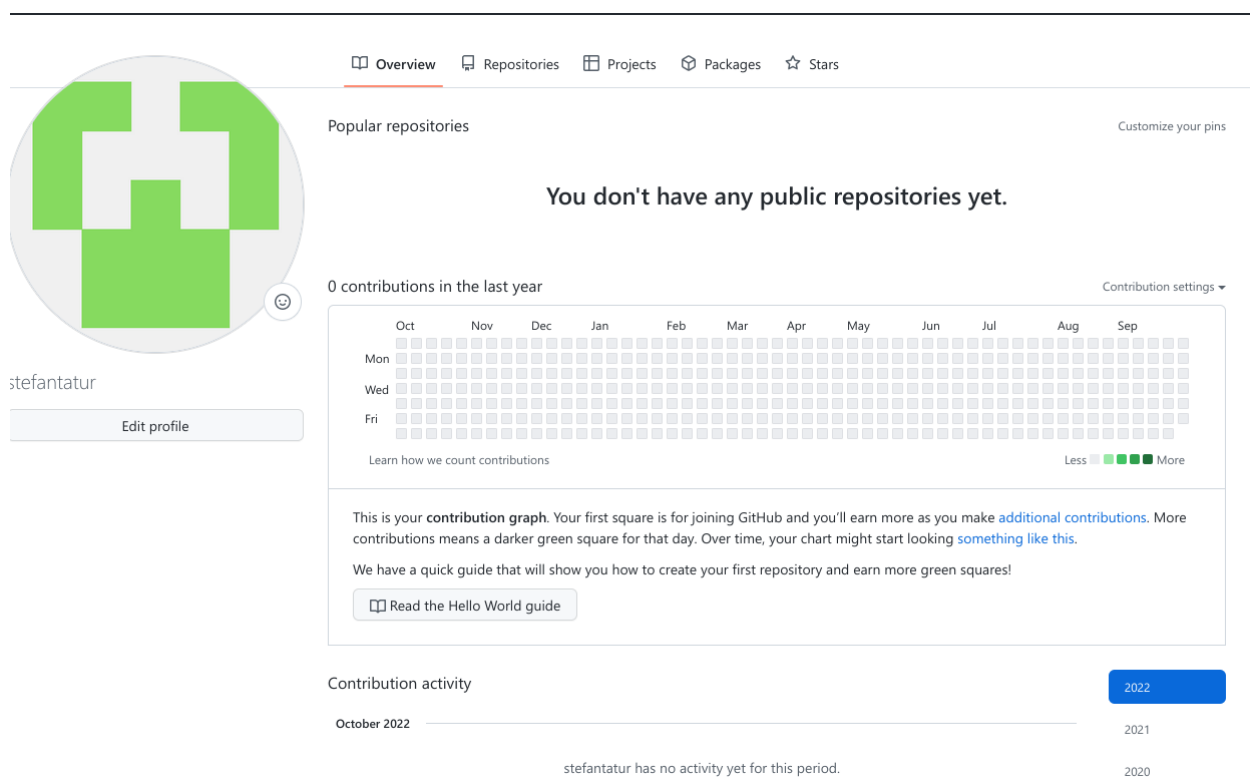 Overview Repositories Projects Packages Stars
Popular repositories
Customize your pins
You don't have any public repositories yet.
0 contributions in the last year
Contribution settings
Oct Nov Dec Jan Feb Mar Apr May Jun Jul Aug Sep
Mon
Wed
Fri
Learn how we count contributions
Less More
stefantatur
Edit profile
This is your contribution graph. Your first square is for joining GitHub and you'll earn more as you make additional contributions. More
contributions means a darker green square for that day. Over time, your chart might start looking something like this.
We have a quick guide that will show you how to create your first repository and earn more green squares!
Read the Hello World guide
Contribution activity
2022
October 2022
2021
stefantatur has no activity yet for this period.
2020